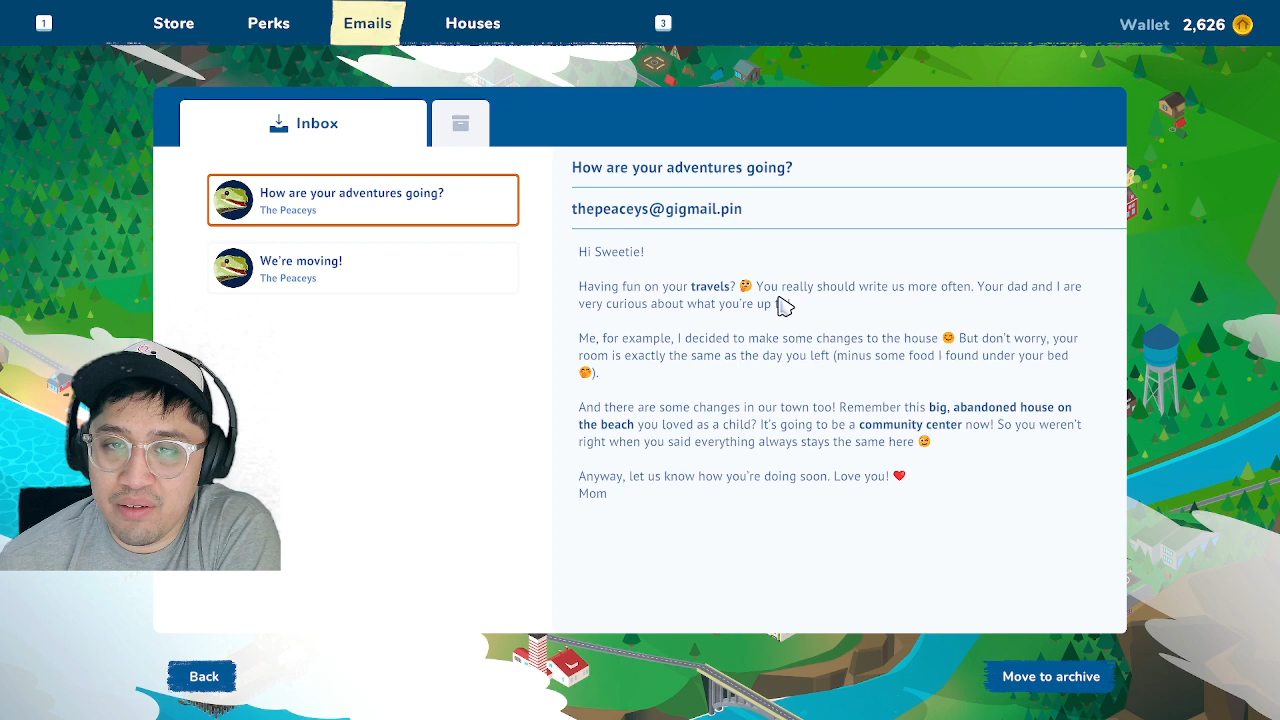 1
Store
Perks
Emails
Houses
3
Wallet 2,626
Inbox
How are your adventures going?
The Peaceys
We're moving!
The Peaceys
How are your adventures going?
thepeaceys@gigmail.pin
Hi Sweetie!
Having fun on your travels? 🤔 You really should write us more often. Your dad and I are
very curious about what you're up
Me, for example, I decided to make some changes to the house 😊 But don't worry, your
room is exactly the same as the day you left (minus some food I found under your bed
🤭).
And there are some changes in our town too! Remember this big, abandoned house on
the beach you loved as a child? It's going to be a community center now! So you weren't
right when you said everything always stays the same here 😉
Anyway, let us know how you're doing soon. Love you! ❤️
Mom
Back
Move to archive